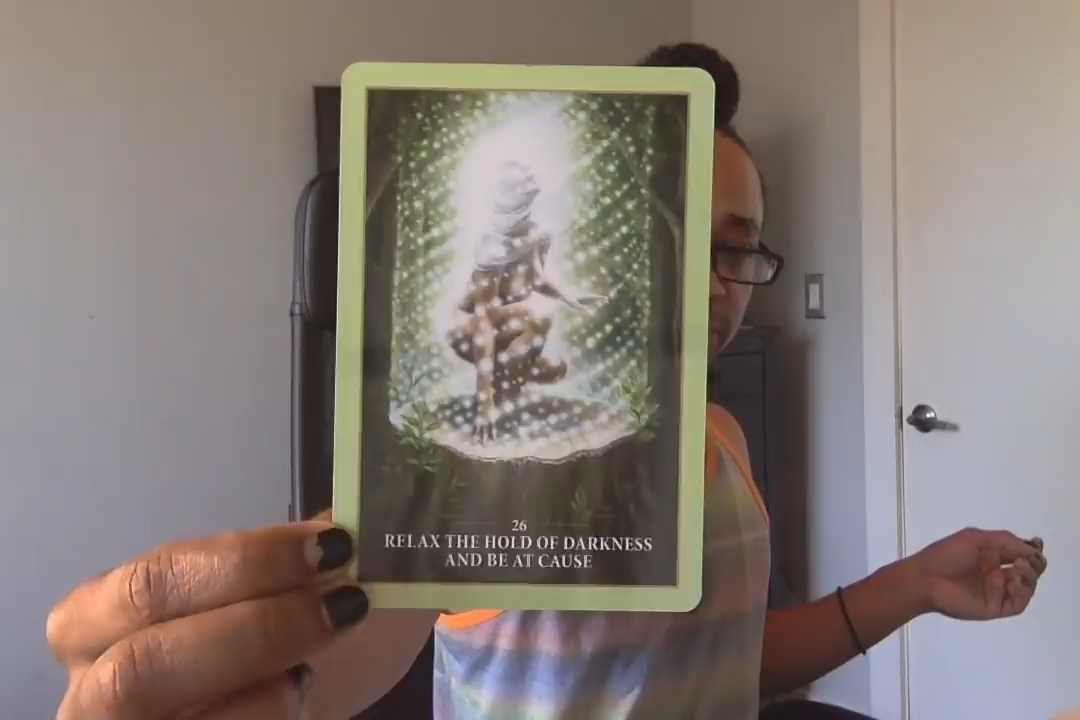 26
RELAX THE HOLD OF DARKNESS
AND BE AT CAUSE